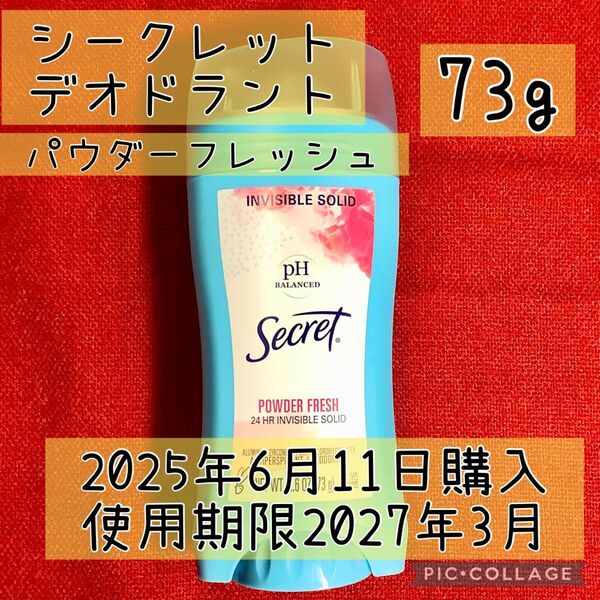 シークレット
デオドラント
73g
パウダーフレッシュ
INVISIBLE SOLID
pH
BALANCED
Secret
POWDER FRESH
24 HR INVISIBLE SOLID
2025年6月11日購入
使用期限2027年3月
PIC•COLLAGE